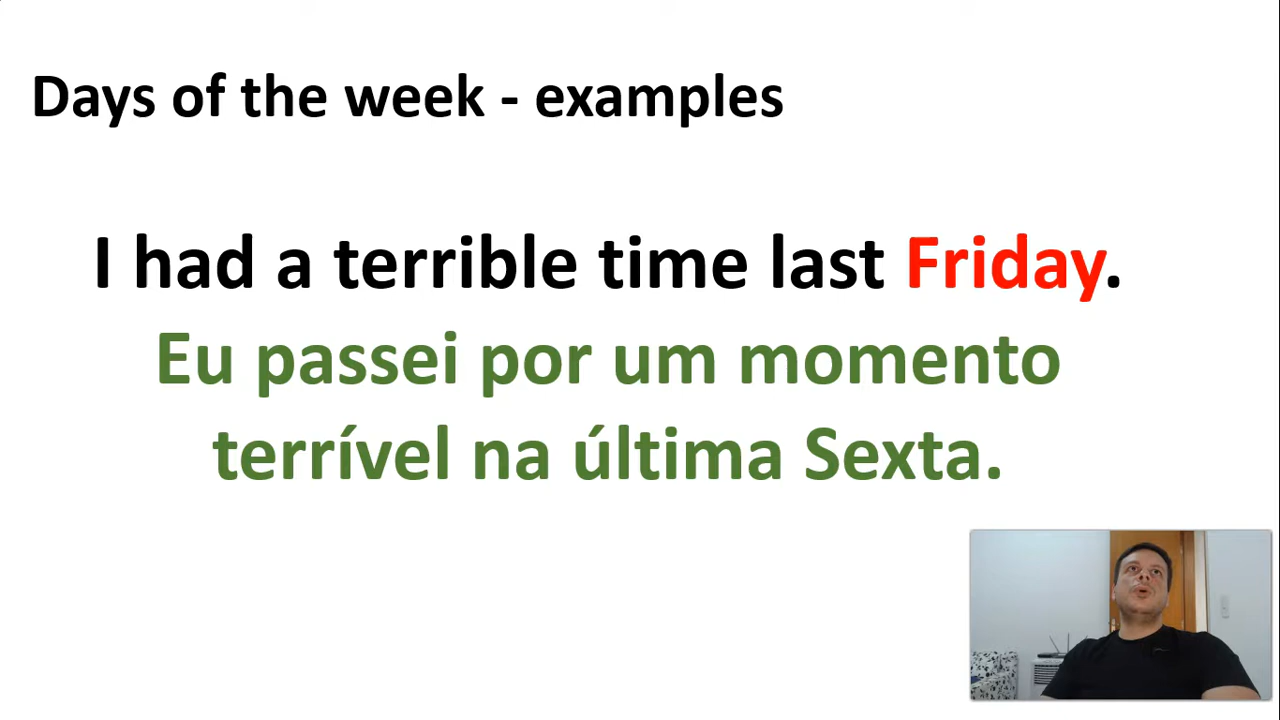 Days of the week - examples
I had a terrible time last Friday.
Eu passei por um momento
terrível na última Sexta.